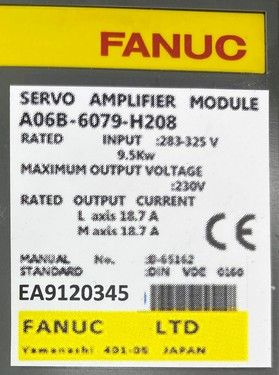 FANUC
SERVO AMPLIFIER MODULE
A06B-6079-H208
RATED INPUT :283-325 V
9.5Kw
MAXIMUM OUTPUT VOLTAGE
:230V
RATED OUTPUT CURRENT
L axis 18.7 A
M axis 18.7 A
CE
MANUAL No. :B-65162
STANDARD :DIN VDE 0160
EA9120345
FANUC LTD
Yamanashi 401-05 JAPAN